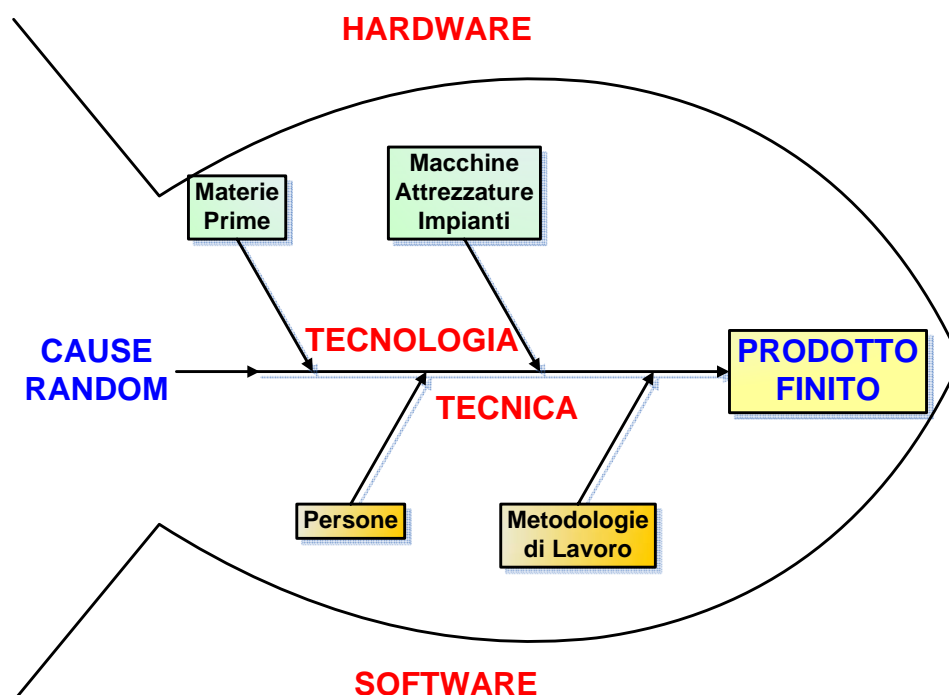 HARDWARE
Materie
Prime
Macchine
Attrezzature
Impianti
TECNOLOGIA
CAUSE
RANDOM
PRODOTTO
FINITO
TECNICA
Persone
Metodologie
di Lavoro
SOFTWARE